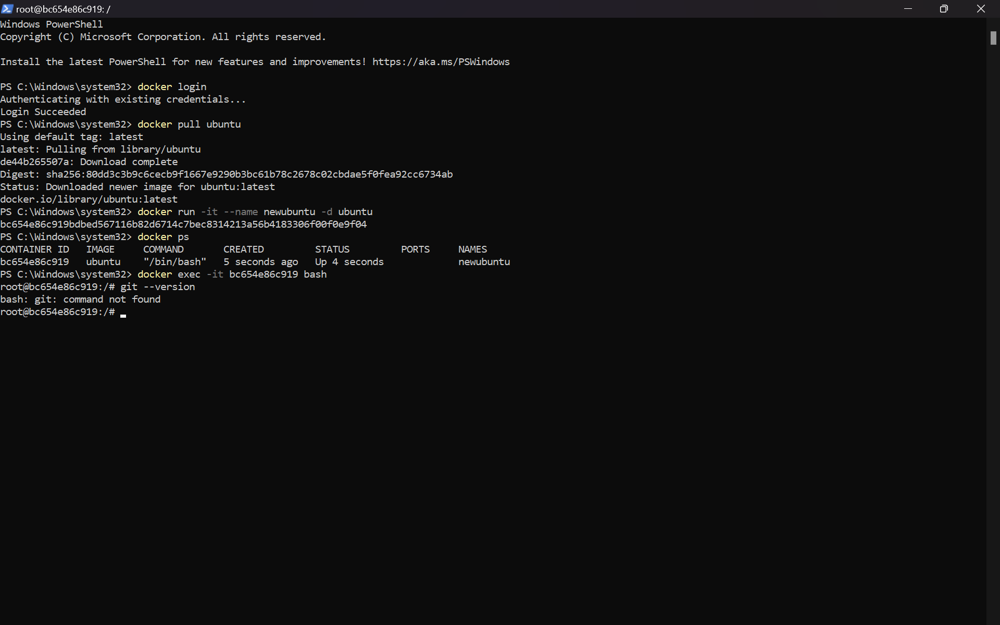 root@bc654e86c919: /
Windows PowerShell
Copyright (C) Microsoft Corporation. All rights reserved.
Install the latest PowerShell for new features and improvements! https://aka.ms/PSWindows
PS C:\Windows\system32> docker login
Authenticating with existing credentials...
Login Succeeded
PS C:\Windows\system32> docker pull ubuntu
Using default tag: latest
latest: Pulling from library/ubuntu
de44b265507a: Download complete
Digest: sha256:80dd3c3b9c6cecb9f1667e9290b3bc61b78c2678c02cbdae5f0fea92cc6734ab
Status: Downloaded newer image for ubuntu:latest
docker.io/library/ubuntu:latest
PS C:\Windows\system32> docker run -it --name newubuntu -d ubuntu
bc654e86c919bdbed567116b82d6714c7bec8314213a56b4183306f00f0e9f04
PS C:\Windows\system32> docker ps
CONTAINER ID   IMAGE     COMMAND       CREATED         STATUS         PORTS     NAMES
bc654e86c919   ubuntu    "/bin/bash"   5 seconds ago   Up 4 seconds             newubuntu
PS C:\Windows\system32> docker exec -it bc654e86c919 bash
root@bc654e86c919:/# git --version
bash: git: command not found
root@bc654e86c919:/#